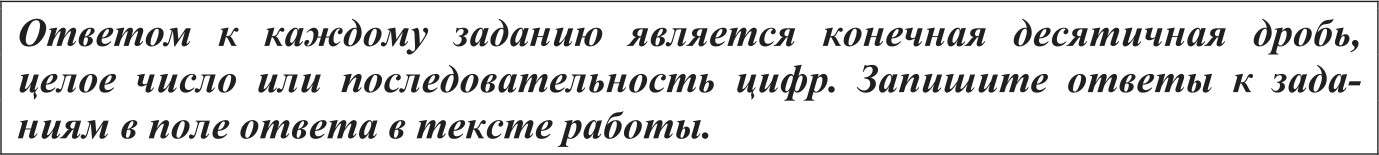 Ответом к каждому заданию является конечная десятичная дробь,
целое число или последовательность цифр. Запишите ответы к зада-
ниям в поле ответа в тексте работы.